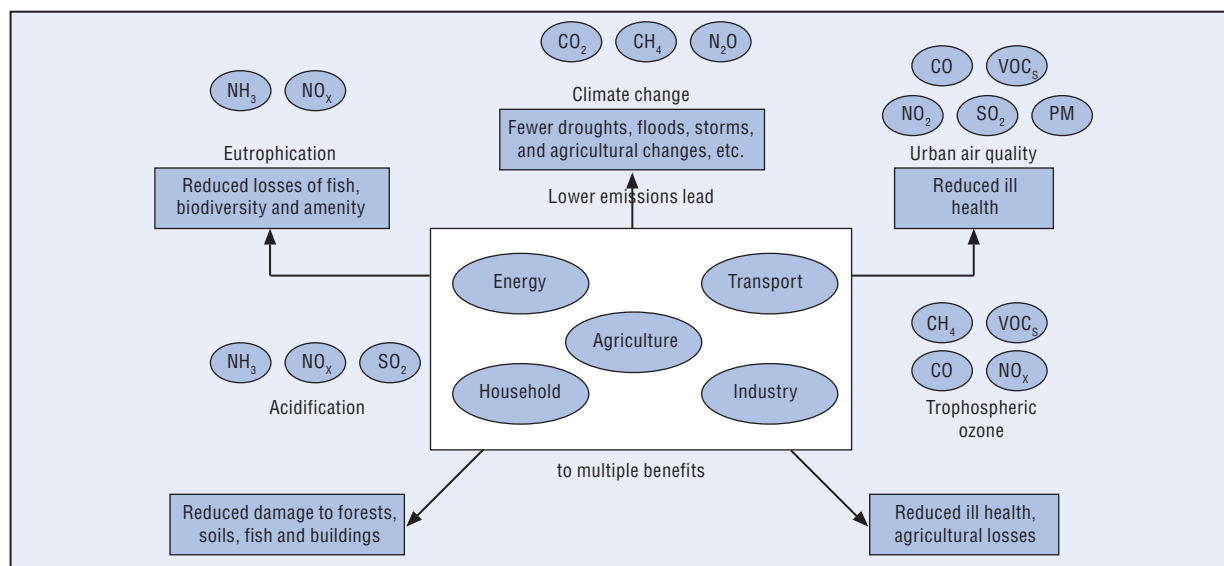 CO₂ CH₄ N₂O
Climate change
Fewer droughts, floods, storms,
and agricultural changes, etc.
NH₃ NOₓ
Eutrophication
Reduced losses of fish,
biodiversity and amenity
CO VOCₛ
NO₂ SO₂ PM
Urban air quality
Reduced ill
health
Lower emissions lead
Energy Transport
Agriculture
Household Industry
to multiple benefits
NH₃ NOₓ SO₂
Acidification
Reduced damage to forests,
soils, fish and buildings
CH₄ VOCₛ
CO NOₓ
Trophospheric
ozone
Reduced ill health,
agricultural losses